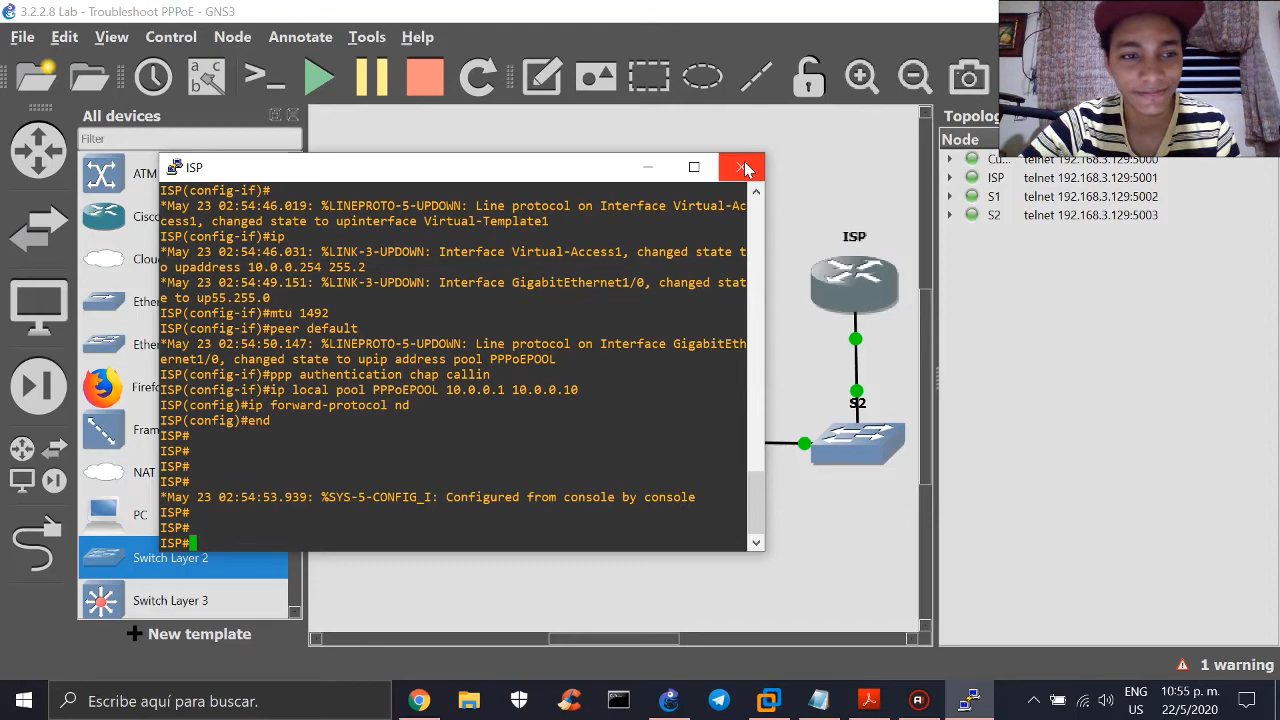 3.2.2.8 Lab - Troubleshoot PPPoE - GNS3
File Edit View Control Node Annotate Tools Help
a c
b
All devices
Filter
ATM
Cisco
Clou
Ether
Ether
Firefo
Fram
NAT
PC
Switch Layer 2
Switch Layer 3
New template
ISP
ISP(config-if)#
*May 23 02:54:46.019: %LINEPROTO-5-UPDOWN: Line protocol on Interface Virtual-Ac
cess1, changed state to upinterface Virtual-Template1
ISP(config-if)#ip
*May 23 02:54:46.031: %LINK-3-UPDOWN: Interface Virtual-Access1, changed state t
o upaddress 10.0.0.254 255.2
*May 23 02:54:49.151: %LINK-3-UPDOWN: Interface GigabitEthernet1/0, changed stat
e to up55.255.0
ISP(config-if)#mtu 1492
ISP(config-if)#peer default
*May 23 02:54:50.147: %LINEPROTO-5-UPDOWN: Line protocol on Interface GigabitEth
ernet1/0, changed state to upip address pool PPPoEPOOL
ISP(config-if)#ppp authentication chap callin
ISP(config-if)#ip local pool PPPoEPOOL 10.0.0.1 10.0.0.10
ISP(config)#ip forward-protocol nd
ISP(config)#end
ISP#
ISP#
ISP#
ISP#
*May 23 02:54:53.939: %SYS-5-CONFIG_I: Configured from console by console
ISP#
ISP#
ISP#
ISP
S2
Topolo
Node
Cu... telnet 192.168.3.129:5000
ISP telnet 192.168.3.129:5001
S1 telnet 192.168.3.129:5002
S2 telnet 192.168.3.129:5003
1 warning
Escribe aquí para buscar.
ENG
US
10:55 p. m.
22/5/2020